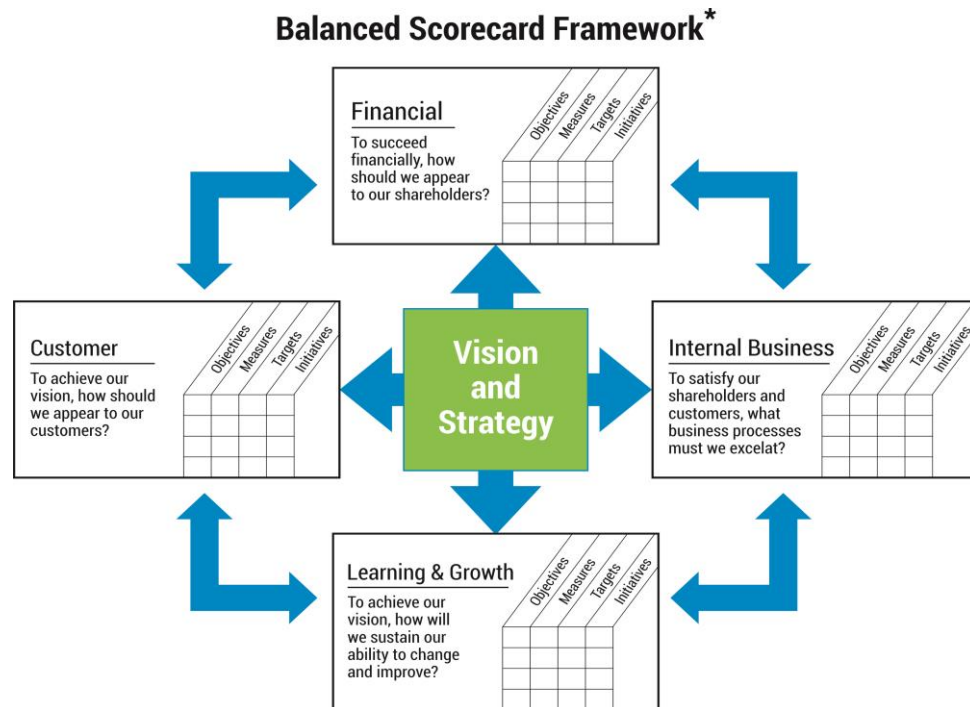 Balanced Scorecard Framework*
Financial
To succeed
financially, how
should we appear
to our shareholders?
Objectives
Measures
Targets
Initiatives
Customer
To achieve our
vision, how should
we appear to our
customers?
Objectives
Measures
Targets
Initiatives
Vision
and
Strategy
Internal Business
To satisfy our
shareholders and
customers, what
business processes
must we excelat?
Objectives
Measures
Targets
Initiatives
Learning & Growth
To achieve our
vision, how will
we sustain our
ability to change
and improve?
Objectives
Measures
Targets
Initiatives